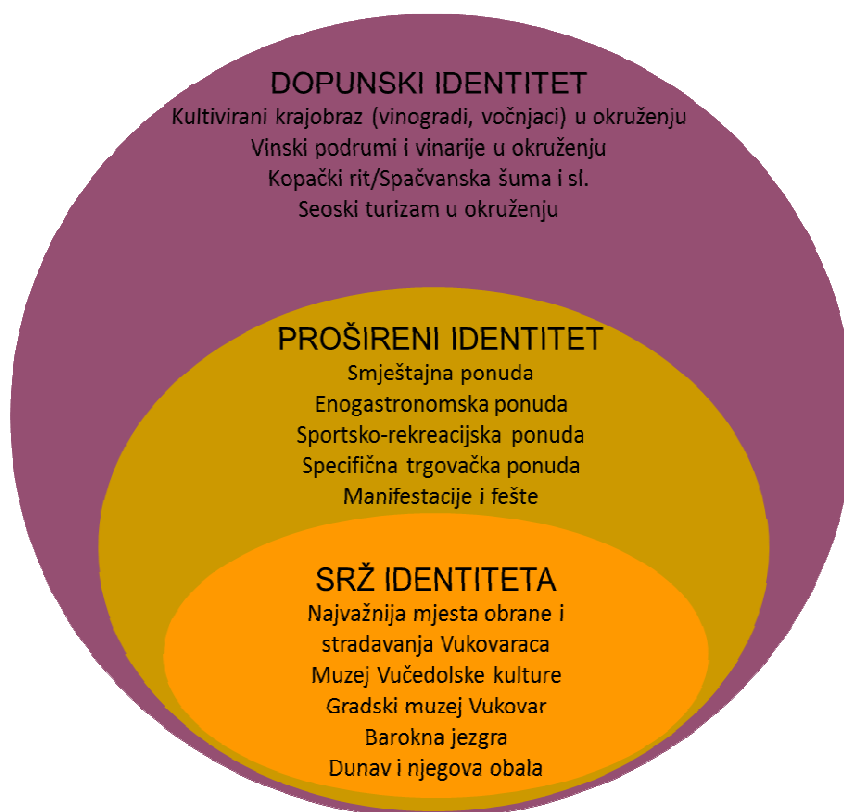 DOPUNSKI IDENTITET
Kultivirani krajobraz (vinogradi, voćnjaci) u okruženju
Vinski podrumi i vinarije u okruženju
Kopački rit/Spačvanska šuma i sl.
Seoski turizam u okruženju
PROŠIRENI IDENTITET
Smještajna ponuda
Enogastronomska ponuda
Sportsko-rekreacijska ponuda
Specifična trgovačka ponuda
Manifestacije i fešte
SRŽ IDENTITETA
Najvažnija mjesta obrane i
stradavanja Vukovaraca
Muzej Vučedolske kulture
Gradski muzej Vukovar
Barokna jezgra
Dunav i njegova obala